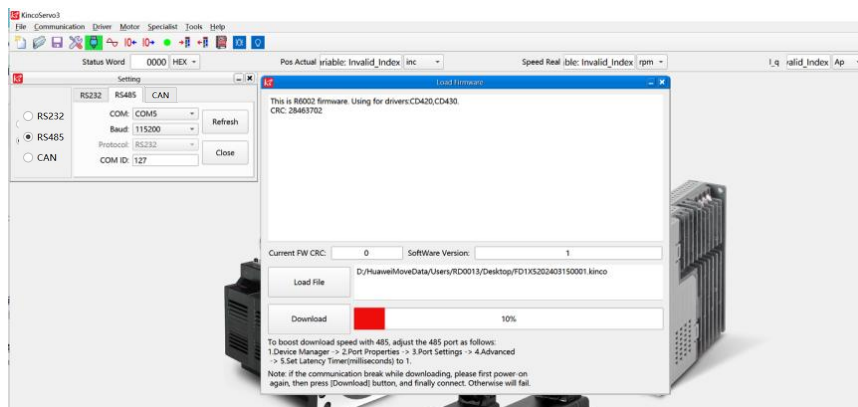 KincoServo3
File Communication Driver Motor Specialist Tools Help
Status Word 0000 HEX Pos Actual ariable: Invalid_Index inc Speed Real ible: Invalid_Index rpm I_q valid_Index Ap
Setting
RS232 RS485 CAN
RS232
RS485
CAN
COM: COM5
Baud: 115200
Protocol: RS232
COM ID: 127
Refresh
Close
Load Firmware
This is R6002 firmware. Using for drivers:CD420,CD430.
CRC: 28463702
Current FW CRC: 0 SoftWare Version: 1
Load File
D:/HuaweiMoveData/Users/RD0013/Desktop/FD1XS202403150001.kinco
Download 10%
To boost download speed with 485, adjust the 485 port as follows:
1.Device Manager -> 2.Port Properties -> 3.Port Settings -> 4.Advanced
-> 5.Set Latency Timer(milliseconds) to 1.
Note: if the communication break while downloading, please first power-on
again, then press [Download] button, and finally connect. Otherwise will fail.